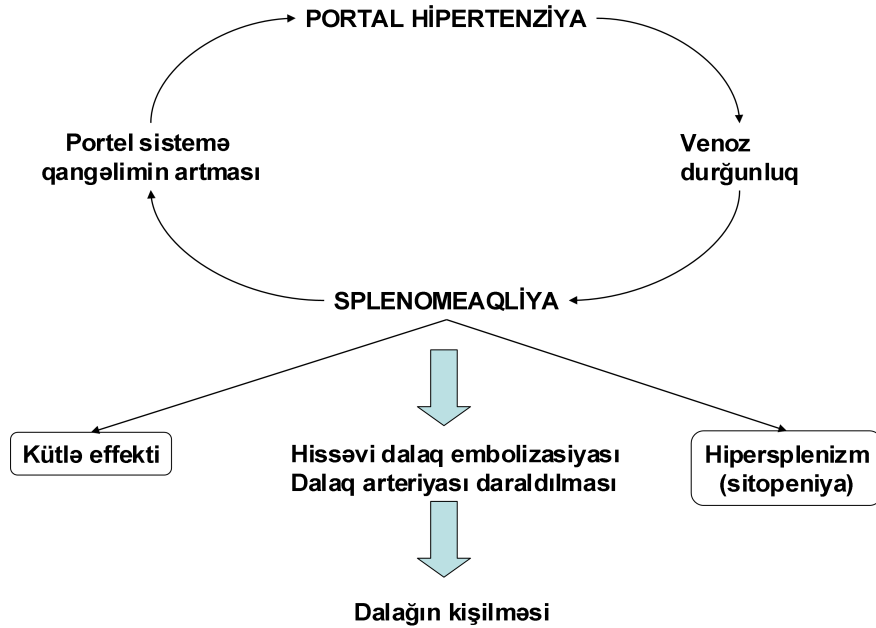 PORTAL HİPERTENZİYA
Portel sistemə
qangəlimin artması
Venoz
durğunluq
SPLENOMEAQLİYA
Kütlə effekti
Hissəvi dalaq embolizasiyası
Dalaq arteriyası daraldılması
Hipersplenizm
(sitopeniya)
Dalağın kişilməsi